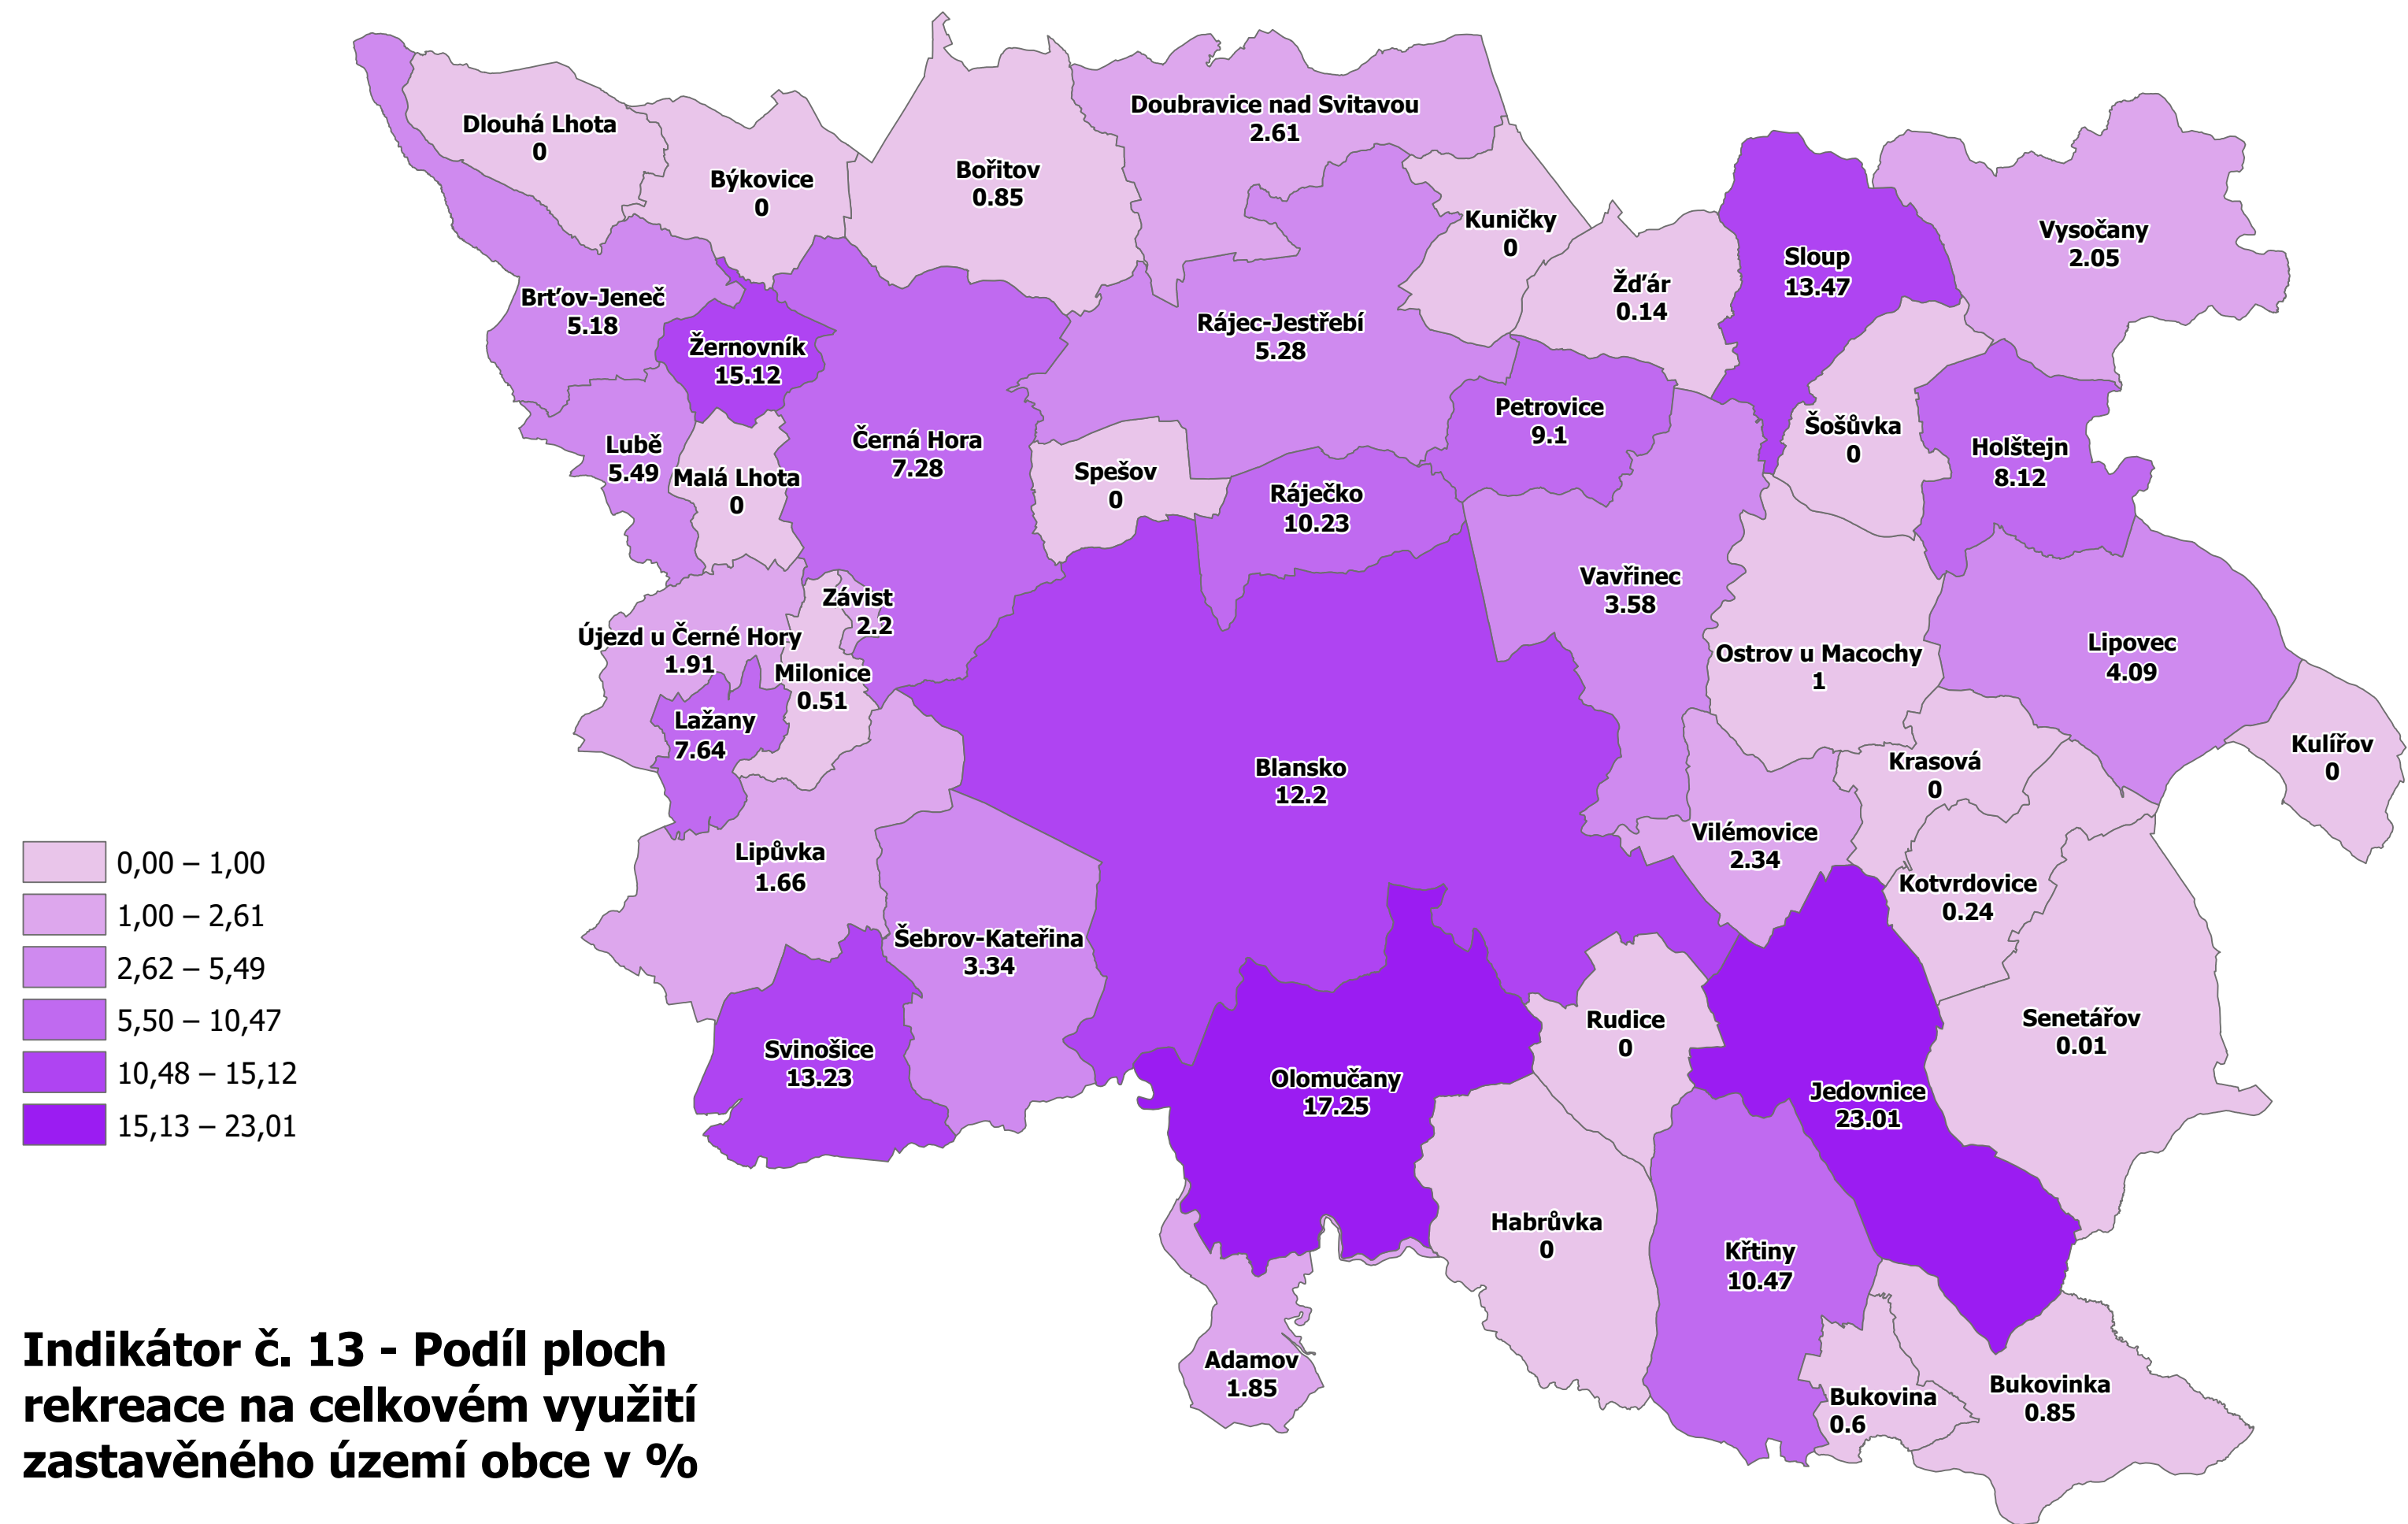 Dlouhá Lhota
0
Býkovice
0
Bořitov
0.85
Doubravice nad Svitavou
2.61
Kuničky
0
Žďár
0.14
Sloup
13.47
Vysočany
2.05
Brťov-Jeneč
5.18
Žernovník
15.12
Rájec-Jestřebí
5.28
Petrovice
9.1
Šošůvka
0
Holštejn
8.12
Lubě
5.49
Malá Lhota
0
Černá Hora
7.28
Spešov
0
Ráječko
10.23
Vavřinec
3.58
Závist
2.2
Újezd u Černé Hory
1.91
Milonice
0.51
Lažany
7.64
Ostrov u Macochy
1
Lipovec
4.09
Kulířov
0
Krasová
0
Blansko
12.2
Vilémovice
2.34
Lipůvka
1.66
Kotvrdovice
0.24
Šebrov-Kateřina
3.34
Svinošice
13.23
Rudice
0
Senetářov
0.01
Olomučany
17.25
Jedovnice
23.01
Habrůvka
0
Křtiny
10.47
Adamov
1.85
Bukovina
0.6
Bukovinka
0.85
0,00 – 1,00
1,00 – 2,61
2,62 – 5,49
5,50 – 10,47
10,48 – 15,12
15,13 – 23,01
Indikátor č. 13 - Podíl ploch
rekreace na celkovém využití
zastavěného území obce v %